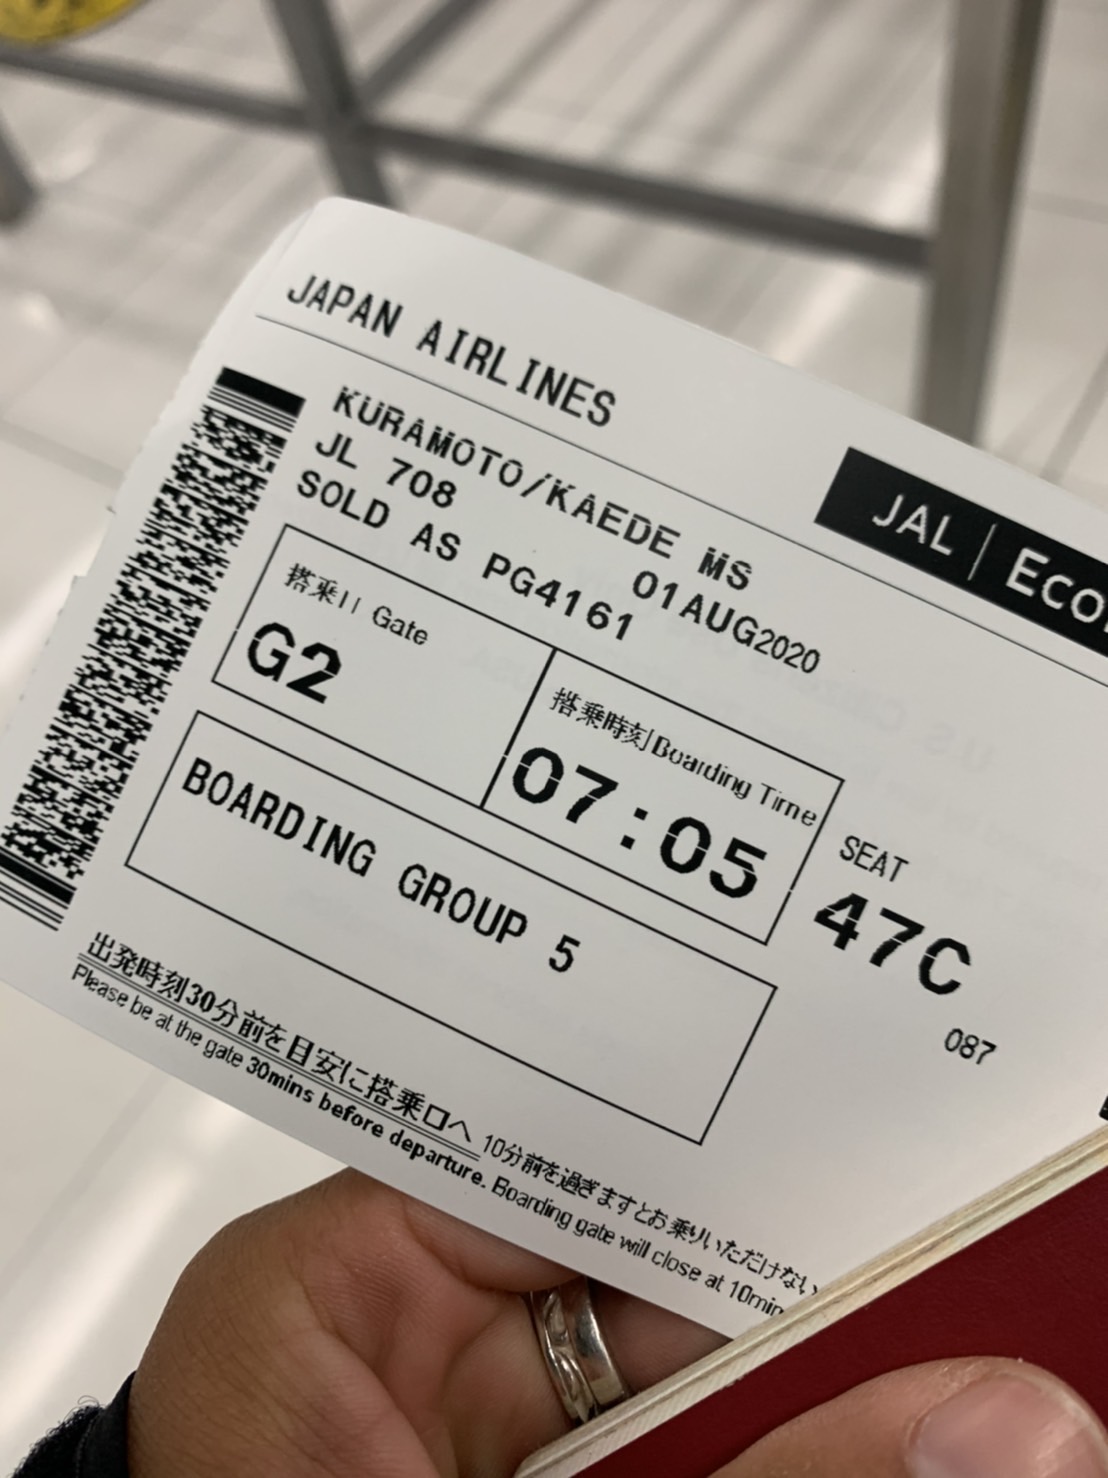 JAPAN AIRLINES
JAL | ECO
KURAMOTO/KAEDE MS
JL 708 01AUG2020
SOLD AS PG4161
搭乗口 Gate
G2
搭乗時刻 Boarding Time
07:05
SEAT
47C
BOARDING GROUP 5
087
出発時刻30分前を目安に搭乗口へ 10分前を過ぎますとお乗りいただけない
Please be at the gate 30mins before departure. Boarding gate will close at 10min